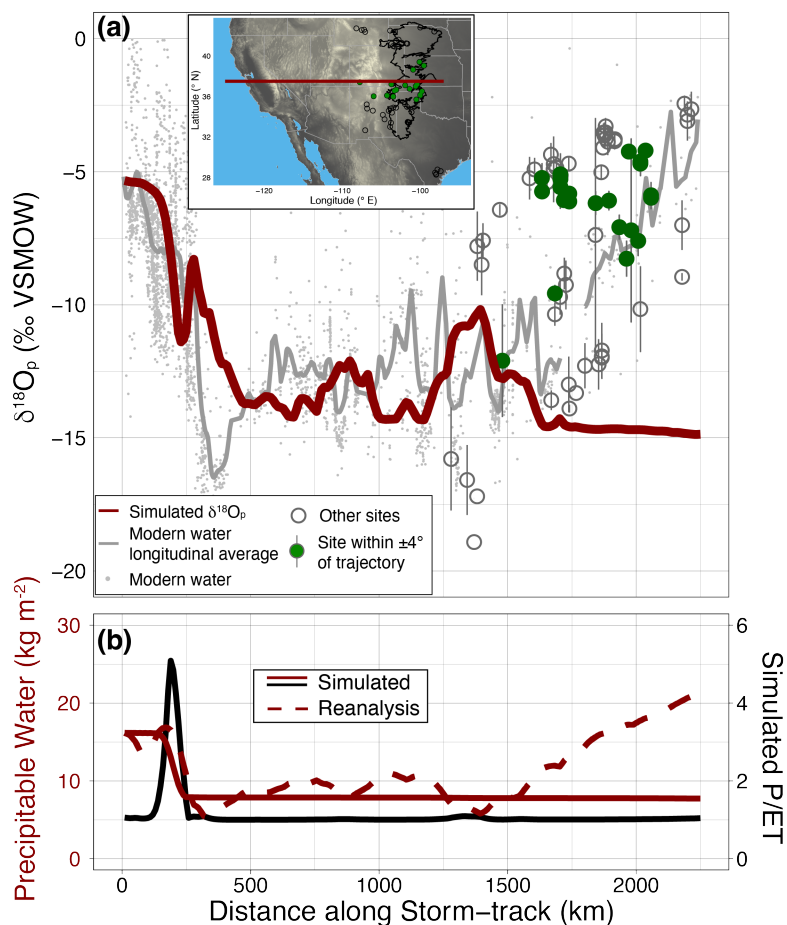 (a)
0
−5
−10
−15
−20
δ¹⁸Oₚ (‰ VSMOW)
40
36
32
28
Latitude (° N)
−120
−110
−100
Longitude (° E)
Simulated δ¹⁸Oₚ
Modern water
longitudinal average
Modern water
Other sites
Site within ±4°
of trajectory
(b)
30
20
10
0
Precipitable Water (kg m⁻²)
Simulated
Reanalysis
6
4
2
0
Simulated P/ET
0
500
1000
1500
2000
Distance along Storm−track (km)